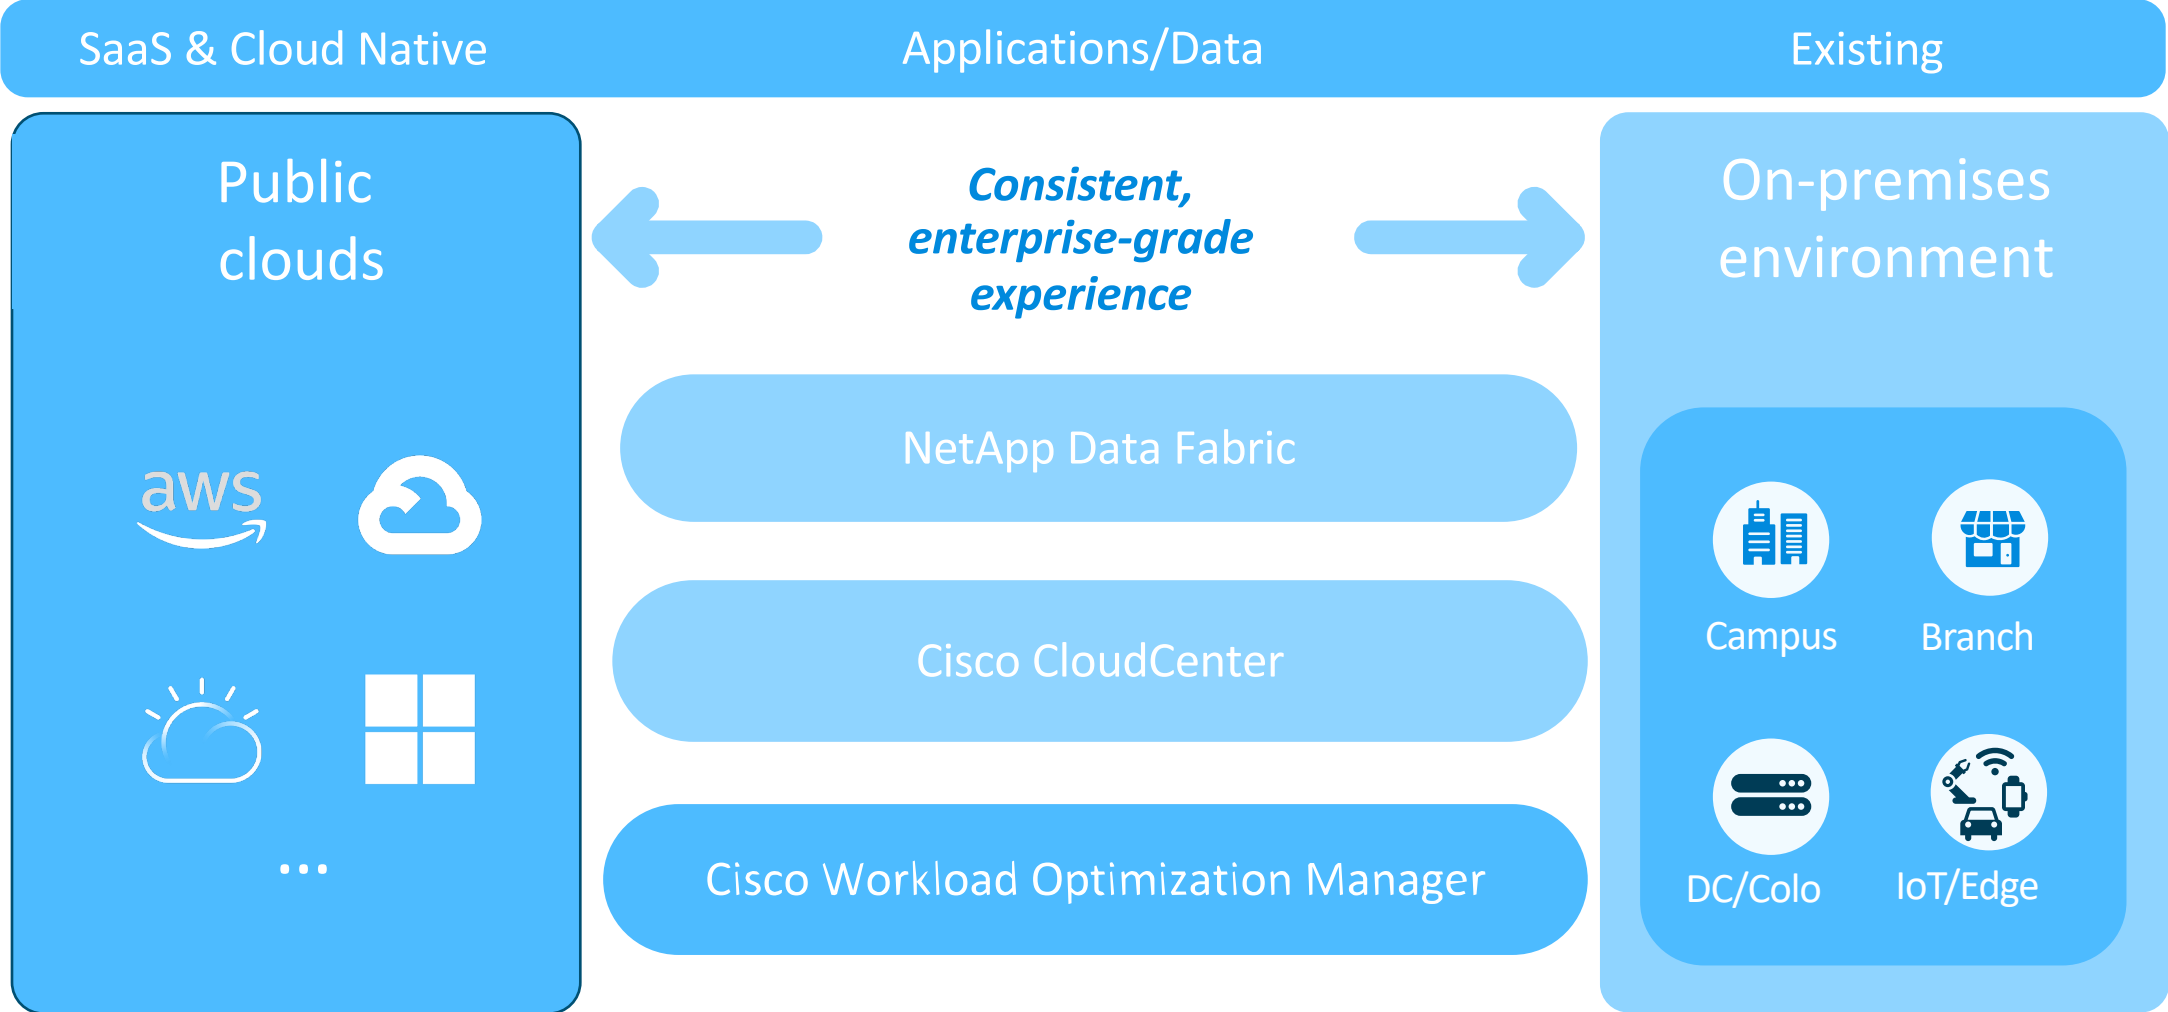 SaaS & Cloud Native
Applications/Data
Existing
Public
clouds
aws
...
Consistent,
enterprise-grade
experience
NetApp Data Fabric
Cisco CloudCenter
Cisco Workload Optimization Manager
On-premises
environment
Campus
Branch
DC/Colo
IoT/Edge